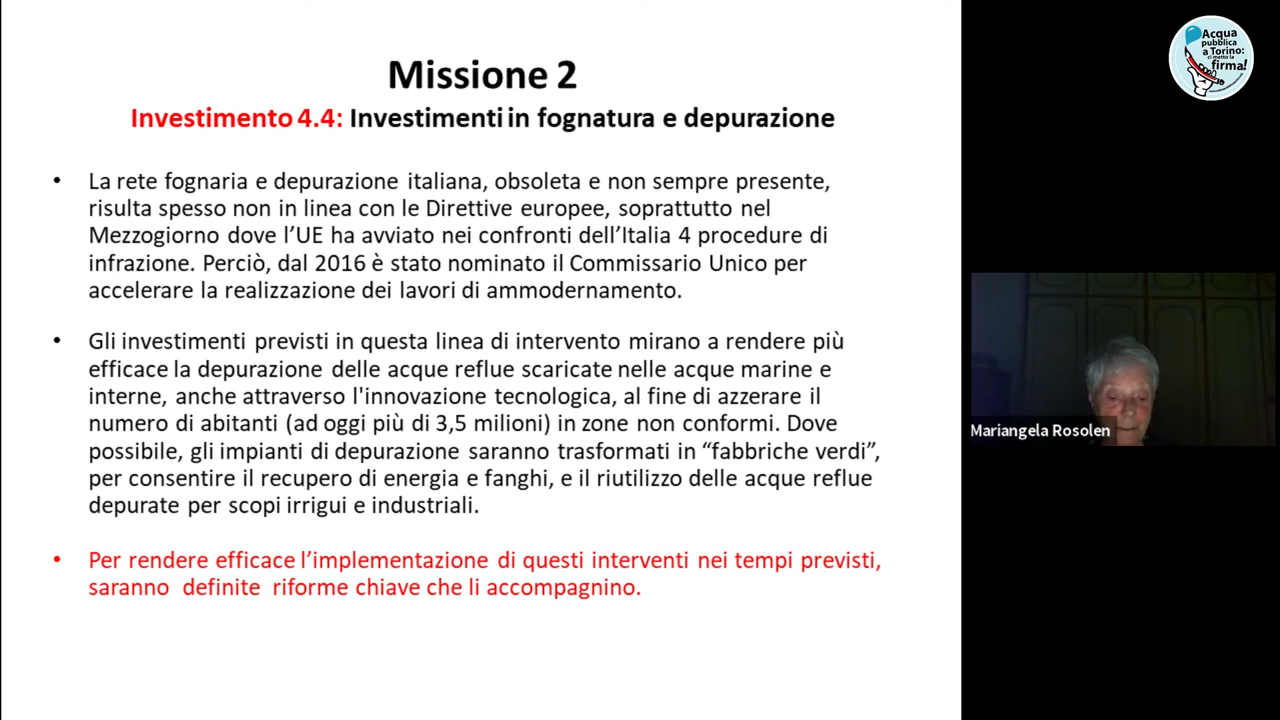 Missione 2
Investimento 4.4: Investimenti in fognatura e depurazione
• La rete fognaria e depurazione italiana, obsoleta e non sempre presente,
risulta spesso non in linea con le Direttive europee, soprattutto nel
Mezzogiorno dove l’UE ha avviato nei confronti dell’Italia 4 procedure di
infrazione. Perciò, dal 2016 è stato nominato il Commissario Unico per
accelerare la realizzazione dei lavori di ammodernamento.
• Gli investimenti previsti in questa linea di intervento mirano a rendere più
efficace la depurazione delle acque reflue scaricate nelle acque marine e
interne, anche attraverso l'innovazione tecnologica, al fine di azzerare il
numero di abitanti (ad oggi più di 3,5 milioni) in zone non conformi. Dove
possibile, gli impianti di depurazione saranno trasformati in “fabbriche verdi”,
per consentire il recupero di energia e fanghi, e il riutilizzo delle acque reflue
depurate per scopi irrigui e industriali.
• Per rendere efficace l’implementazione di questi interventi nei tempi previsti,
saranno definite riforme chiave che li accompagnino.
Acqua
pubblica
a Torino:
ci metto la
firma!
Mariangela Rosolen